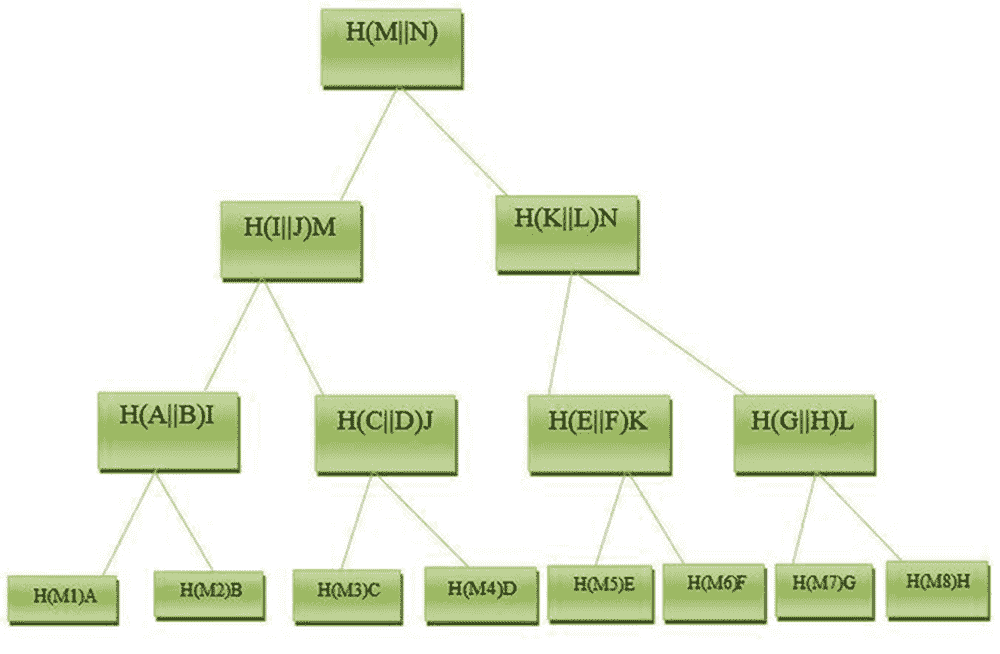 H(M||N)
H(I||J)M
H(K||L)N
H(A||B)I
H(C||D)J
H(E||F)K
H(G||H)L
H(M1)A
H(M2)B
H(M3)C
H(M4)D
H(M5)E
H(M6)F
H(M7)G
H(M8)H